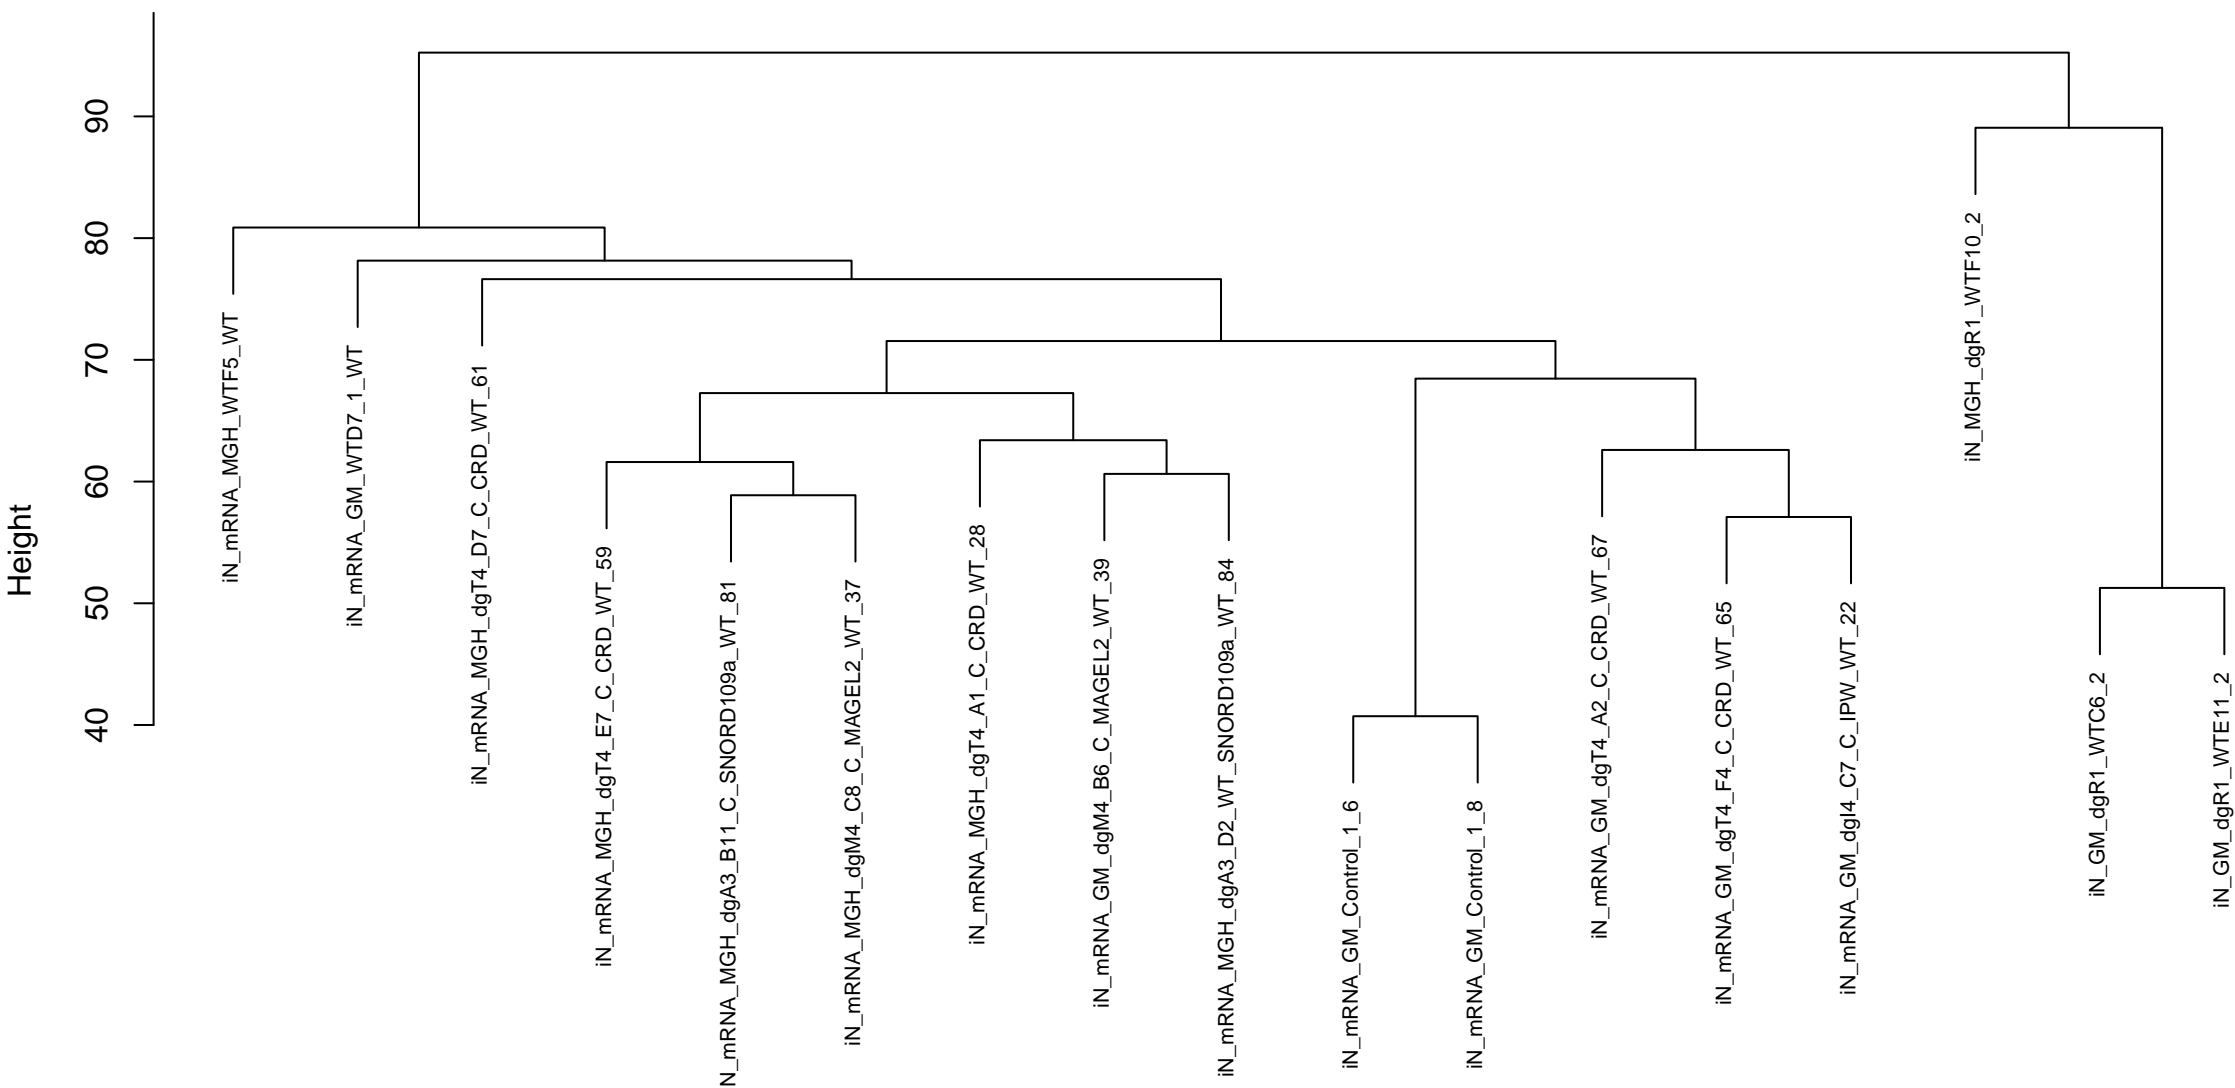 Height
90
80
70
60
50
40
iN_mRNA_MGH_WTF5_WT
iN_mRNA_GM_WTD7_1_WT
iN_mRNA_MGH_dgT4_D7_C_CRD_WT_61
iN_mRNA_MGH_dgT4_E7_C_CRD_WT_59
N_mRNA_MGH_dgA3_B11_C_SNORD109a_WT_81
iN_mRNA_MGH_dgM4_C8_C_MAGEL2_WT_37
iN_mRNA_MGH_dgT4_A1_C_CRD_WT_28
iN_mRNA_GM_dgM4_B6_C_MAGEL2_WT_39
iN_mRNA_MGH_dgA3_D2_WT_SNORD109a_WT_84
iN_mRNA_GM_Control_1_6
iN_mRNA_GM_Control_1_8
iN_mRNA_GM_dgT4_A2_C_CRD_WT_67
iN_mRNA_GM_dgT4_F4_C_CRD_WT_65
iN_mRNA_GM_dgI4_C7_C_IPW_WT_22
iN_MGH_dgR1_WTF10_2
iN_GM_dgR1_WTC6_2
iN_GM_dgR1_WTE11_2